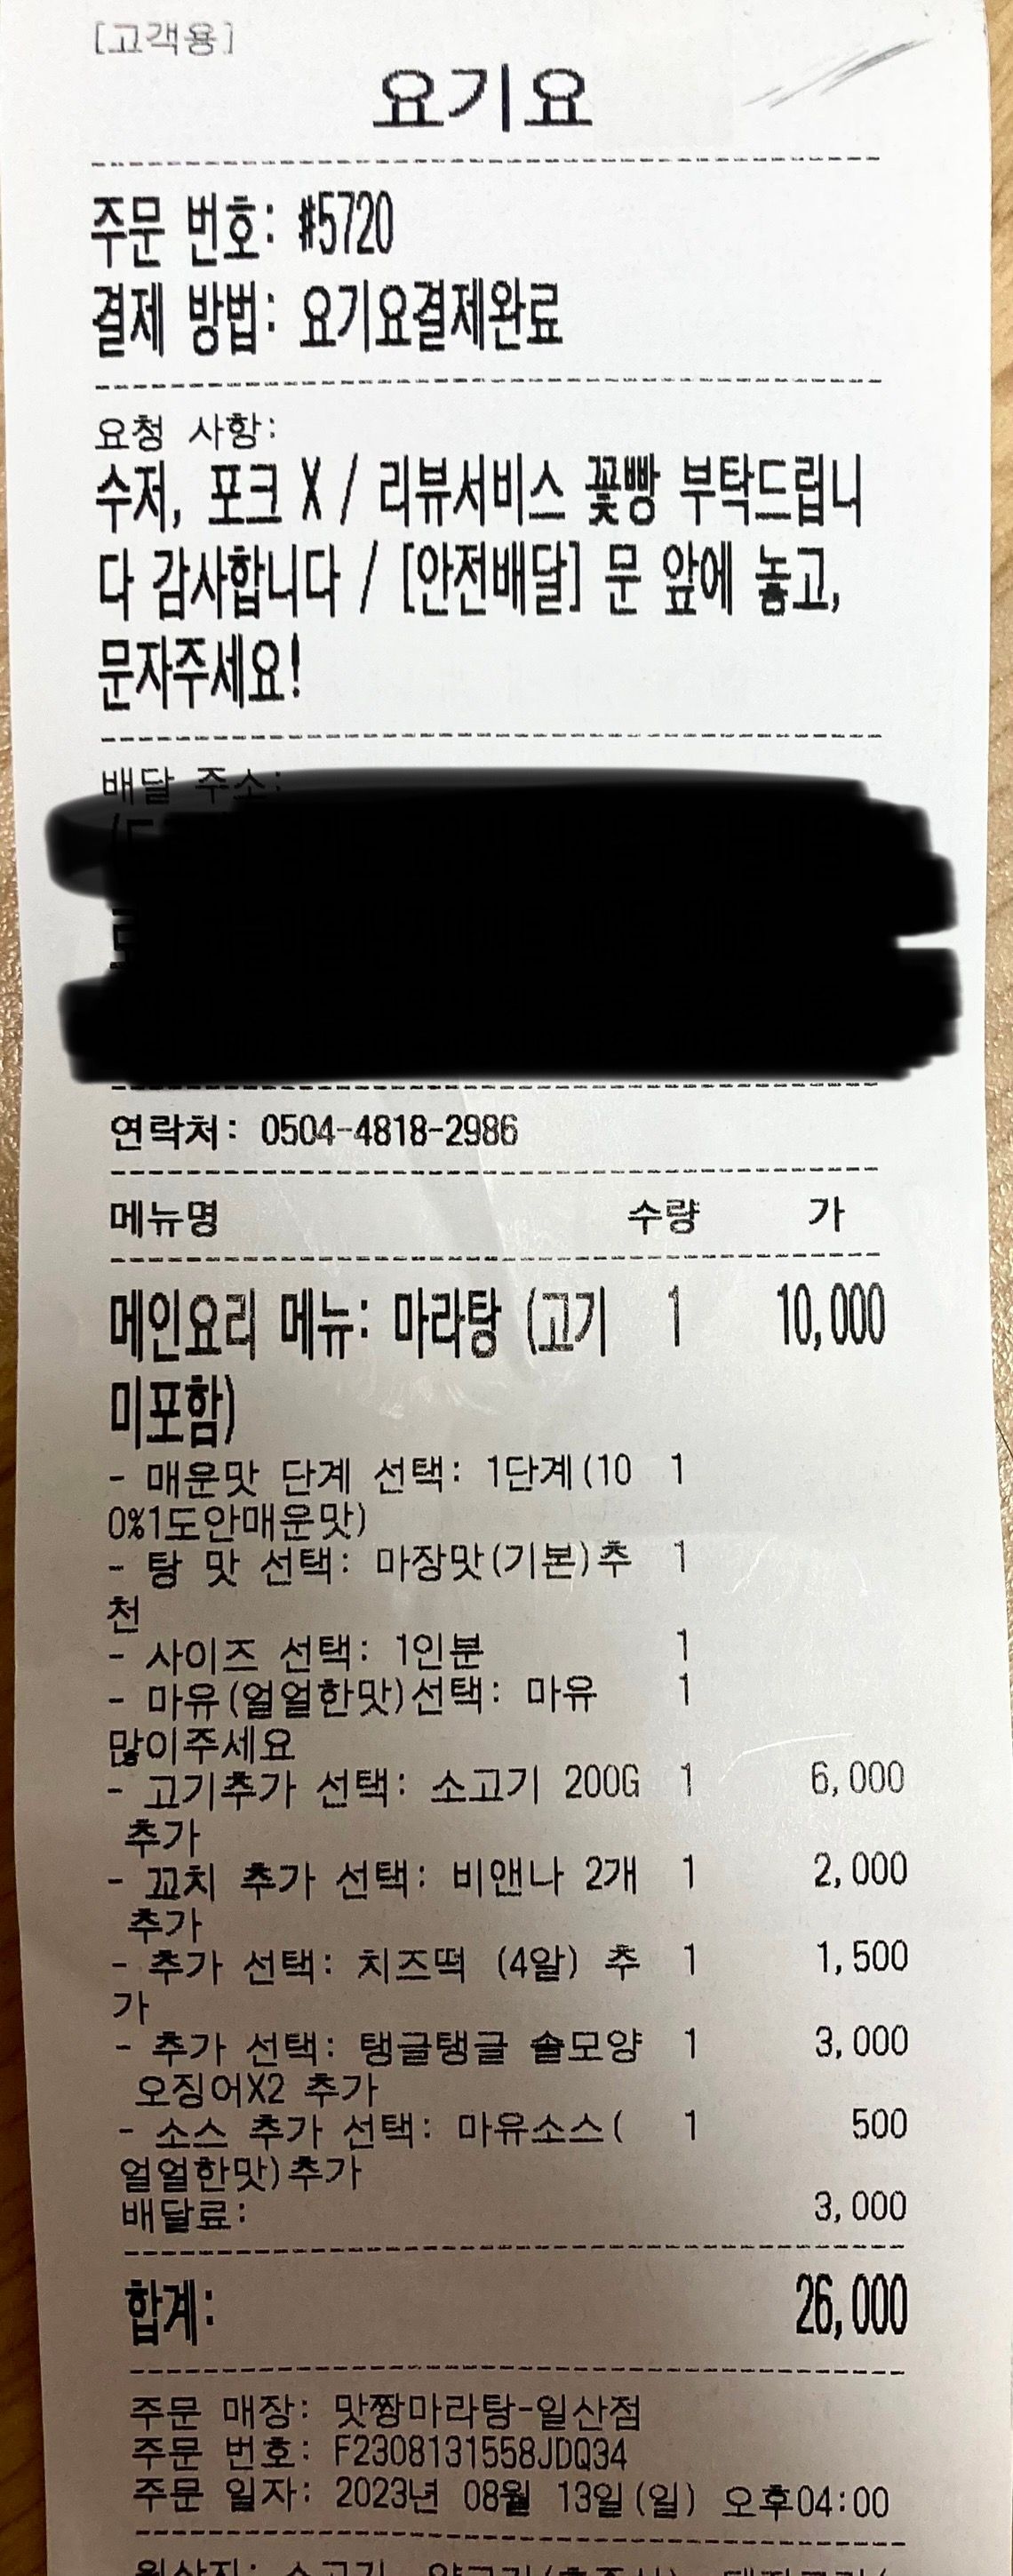 [고객용]
요기요
주문 번호: #5720
결제 방법: 요기요결제완료
요청 사항:
수저, 포크 X / 리뷰서비스 꽃빵 부탁드립니
다 감사합니다 / [안전배달] 문 앞에 놓고,
문자주세요!
배달 주소:
연락처: 0504-4818-2986
메뉴명 수량 가
메인요리 메뉴: 마라탕 (고기 1 10,000
미포함)
- 매운맛 단계 선택: 1단계(10 1
0%1도안매운맛)
- 탕 맛 선택: 마장맛(기본)추 1
천
- 사이즈 선택: 1인분 1
- 마유(얼얼한맛)선택: 마유 1
많이주세요
- 고기추가 선택: 소고기 200G 1 6,000
추가
- 꼬치 추가 선택: 비앤나 2개 1 2,000
추가
- 추가 선택: 치즈떡 (4알) 추 1 1,500
가
- 추가 선택: 탱글탱글 솔모양 1 3,000
오징어X2 추가
- 소스 추가 선택: 마유소스( 1 500
얼얼한맛)추가
배달료: 3,000
합계: 26,000
주문 매장: 맛짱마라탕-일산점
주문 번호: F2308131558JDQ34
주문 일자: 2023년 08월 13일(일) 오후04:00